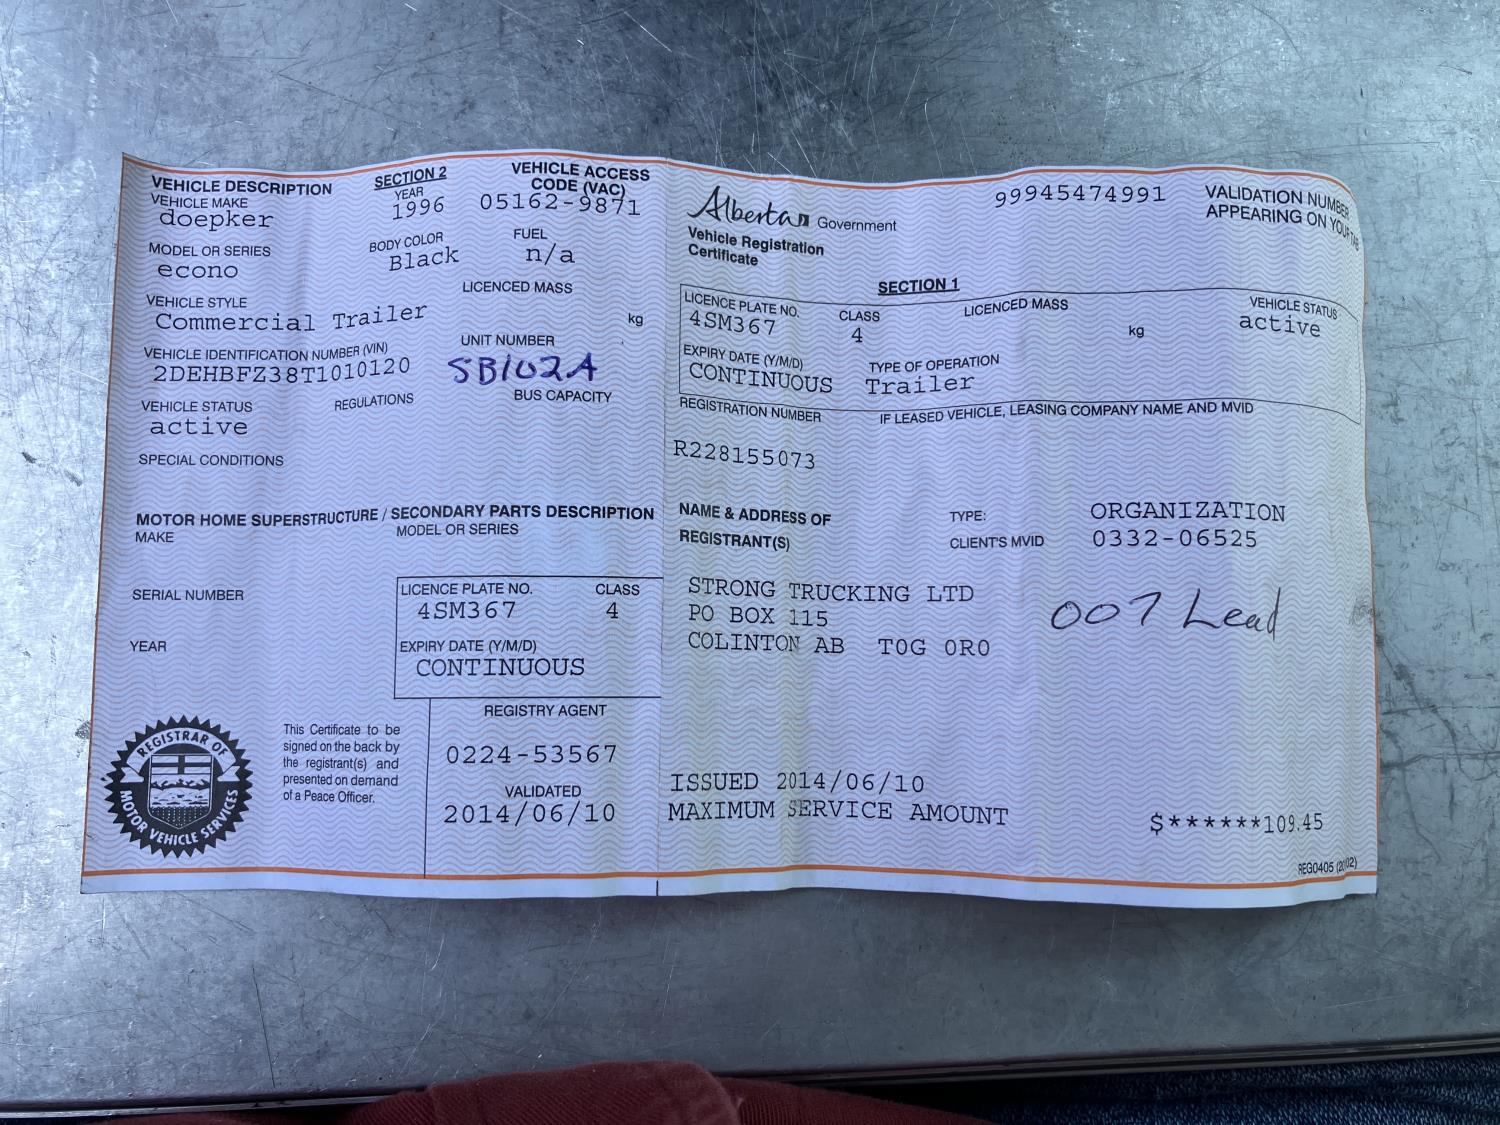 VEHICLE DESCRIPTION
SECTION 2
VEHICLE ACCESS
CODE (VAC)
VEHICLE MAKE
YEAR
doepker
1996
05162-9871
MODEL OR SERIES
BODY COLOR
FUEL
econo
Black
n/a
VEHICLE STYLE
LICENCED MASS
Commercial Trailer
kg
VEHICLE IDENTIFICATION NUMBER (VIN)
UNIT NUMBER
2DEHBFZ38T1010120
SB102A
VEHICLE STATUS
REGULATIONS
BUS CAPACITY
active
SPECIAL CONDITIONS
MOTOR HOME SUPERSTRUCTURE / SECONDARY PARTS DESCRIPTION
MAKE
MODEL OR SERIES
SERIAL NUMBER
LICENCE PLATE NO.
CLASS
4SM367
4
YEAR
EXPIRY DATE (Y/M/D)
CONTINUOUS
REGISTRAR OF
MOTOR VEHICLE SERVICES
This Certificate to be
signed on the back by
the registrant(s) and
presented on demand
of a Peace Officer.
REGISTRY AGENT
0224-53567
VALIDATED
2014/06/10
Alberta Government
Vehicle Registration
Certificate
99945474991
VALIDATION NUMBER
APPEARING ON YOUR TAB
SECTION 1
LICENCE PLATE NO.
CLASS
LICENCED MASS
VEHICLE STATUS
4SM367
4
kg
active
EXPIRY DATE (Y/M/D)
TYPE OF OPERATION
CONTINUOUS
Trailer
REGISTRATION NUMBER
IF LEASED VEHICLE, LEASING COMPANY NAME AND MVID
R228155073
NAME & ADDRESS OF
REGISTRANT(S)
TYPE:
ORGANIZATION
CLIENT'S MVID
0332-06525
STRONG TRUCKING LTD
PO BOX 115
COLINTON AB T0G 0R0
007 Lead
ISSUED 2014/06/10
MAXIMUM SERVICE AMOUNT
$******109.45
REG0405